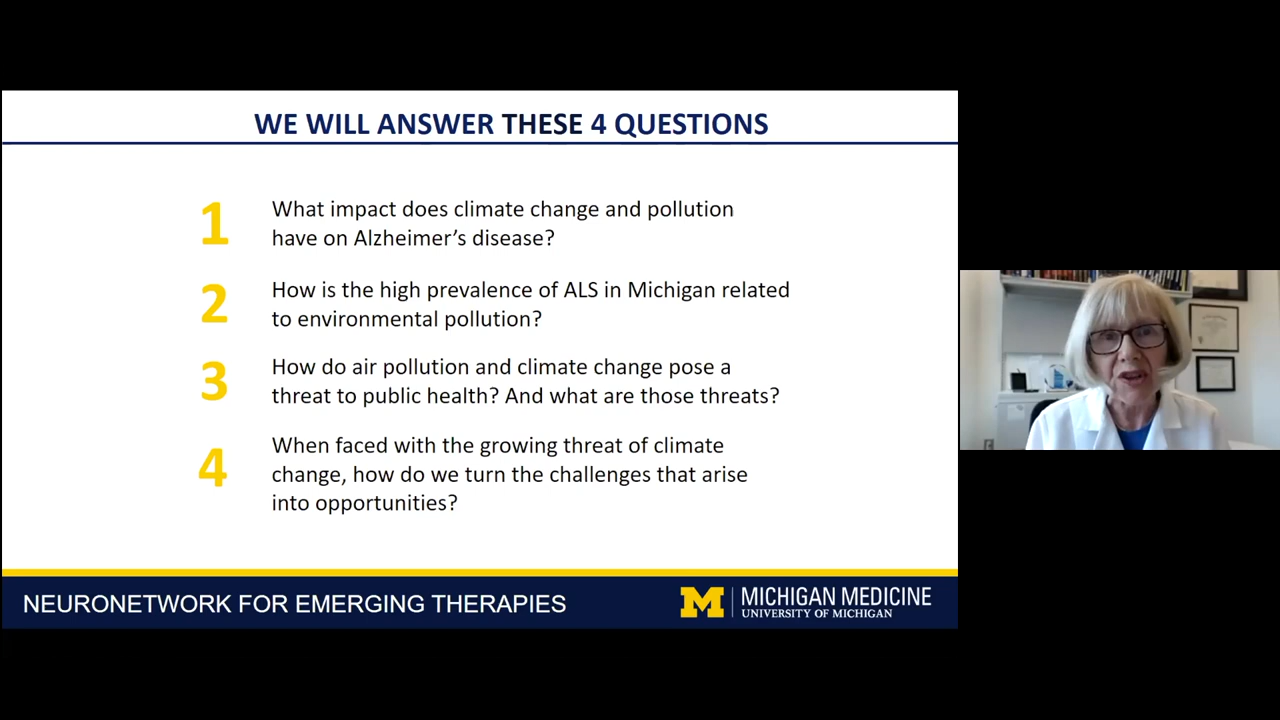 WE WILL ANSWER THESE 4 QUESTIONS
1
What impact does climate change and pollution
have on Alzheimer’s disease?
2
How is the high prevalence of ALS in Michigan related
to environmental pollution?
3
How do air pollution and climate change pose a
threat to public health? And what are those threats?
4
When faced with the growing threat of climate
change, how do we turn the challenges that arise
into opportunities?
NEURONETWORK FOR EMERGING THERAPIES
M
MICHIGAN MEDICINE
UNIVERSITY OF MICHIGAN